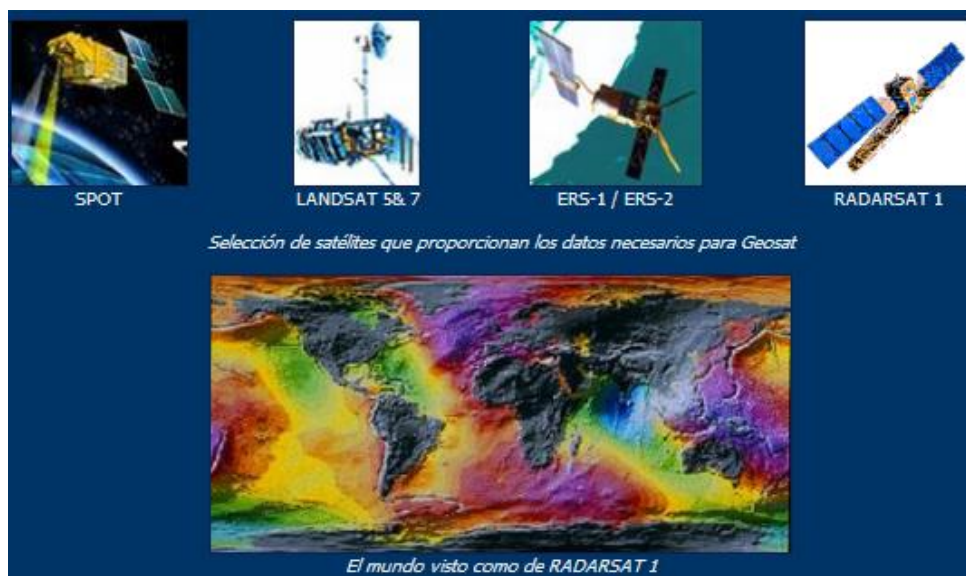 SPOT
LANDSAT 5& 7
ERS-1 / ERS-2
RADARSAT 1
Selección de satélites que proporcionan los datos necesarios para Geosat
El mundo visto como de RADARSAT 1